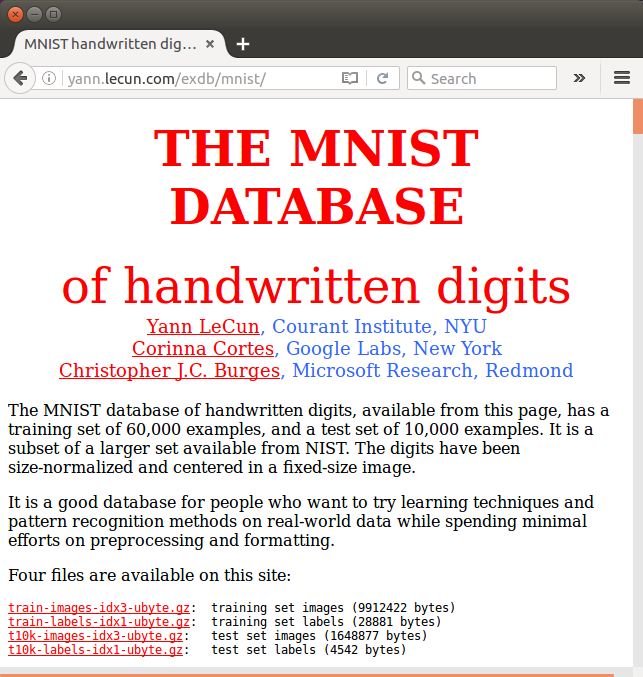 MNIST handwritten dig...
yann.lecun.com/exdb/mnist/
Search
THE MNIST
DATABASE
of handwritten digits
Yann LeCun, Courant Institute, NYU
Corinna Cortes, Google Labs, New York
Christopher J.C. Burges, Microsoft Research, Redmond
The MNIST database of handwritten digits, available from this page, has a
training set of 60,000 examples, and a test set of 10,000 examples. It is a
subset of a larger set available from NIST. The digits have been
size-normalized and centered in a fixed-size image.
It is a good database for people who want to try learning techniques and
pattern recognition methods on real-world data while spending minimal
efforts on preprocessing and formatting.
Four files are available on this site:
train-images-idx3-ubyte.gz: training set images (9912422 bytes)
train-labels-idx1-ubyte.gz: training set labels (28881 bytes)
t10k-images-idx3-ubyte.gz: test set images (1648877 bytes)
t10k-labels-idx1-ubyte.gz: test set labels (4542 bytes)